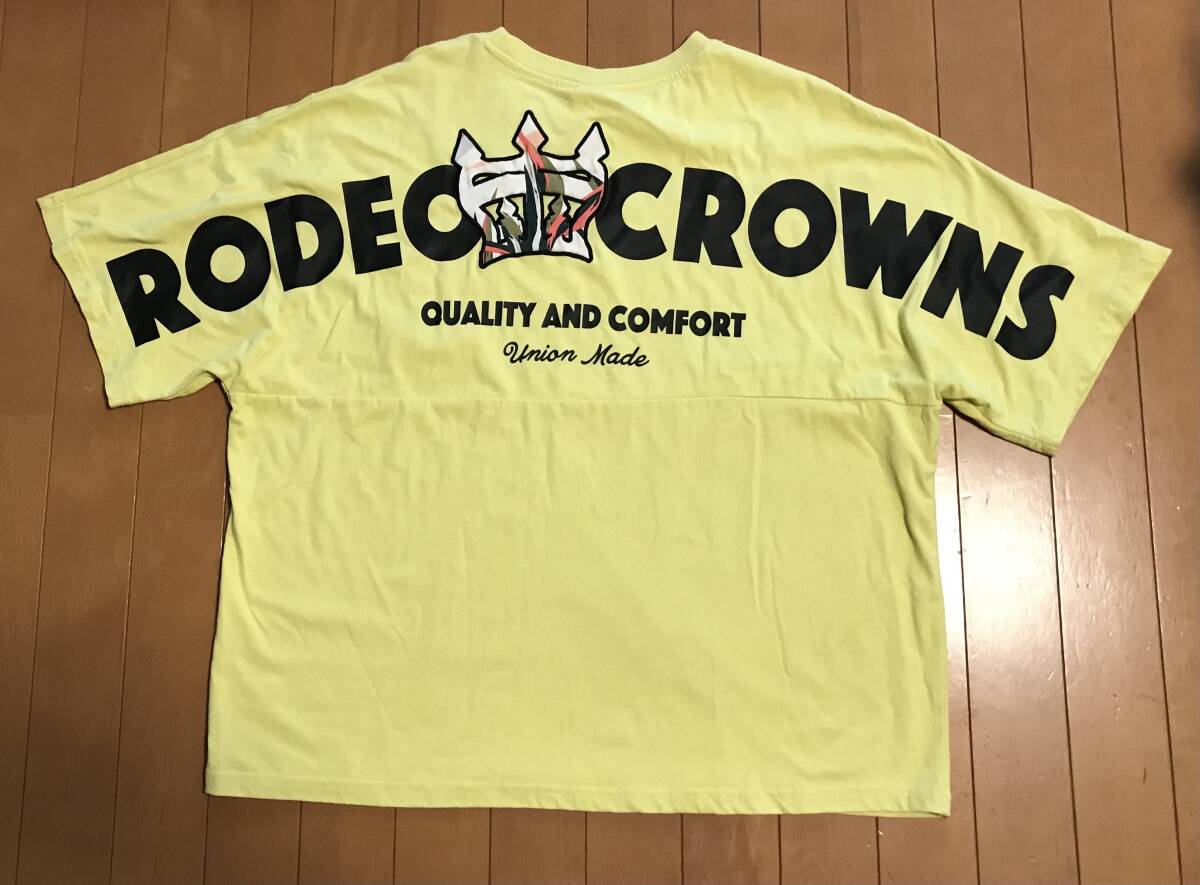 RODEO CROWNS
QUALITY AND COMFORT
Union Made